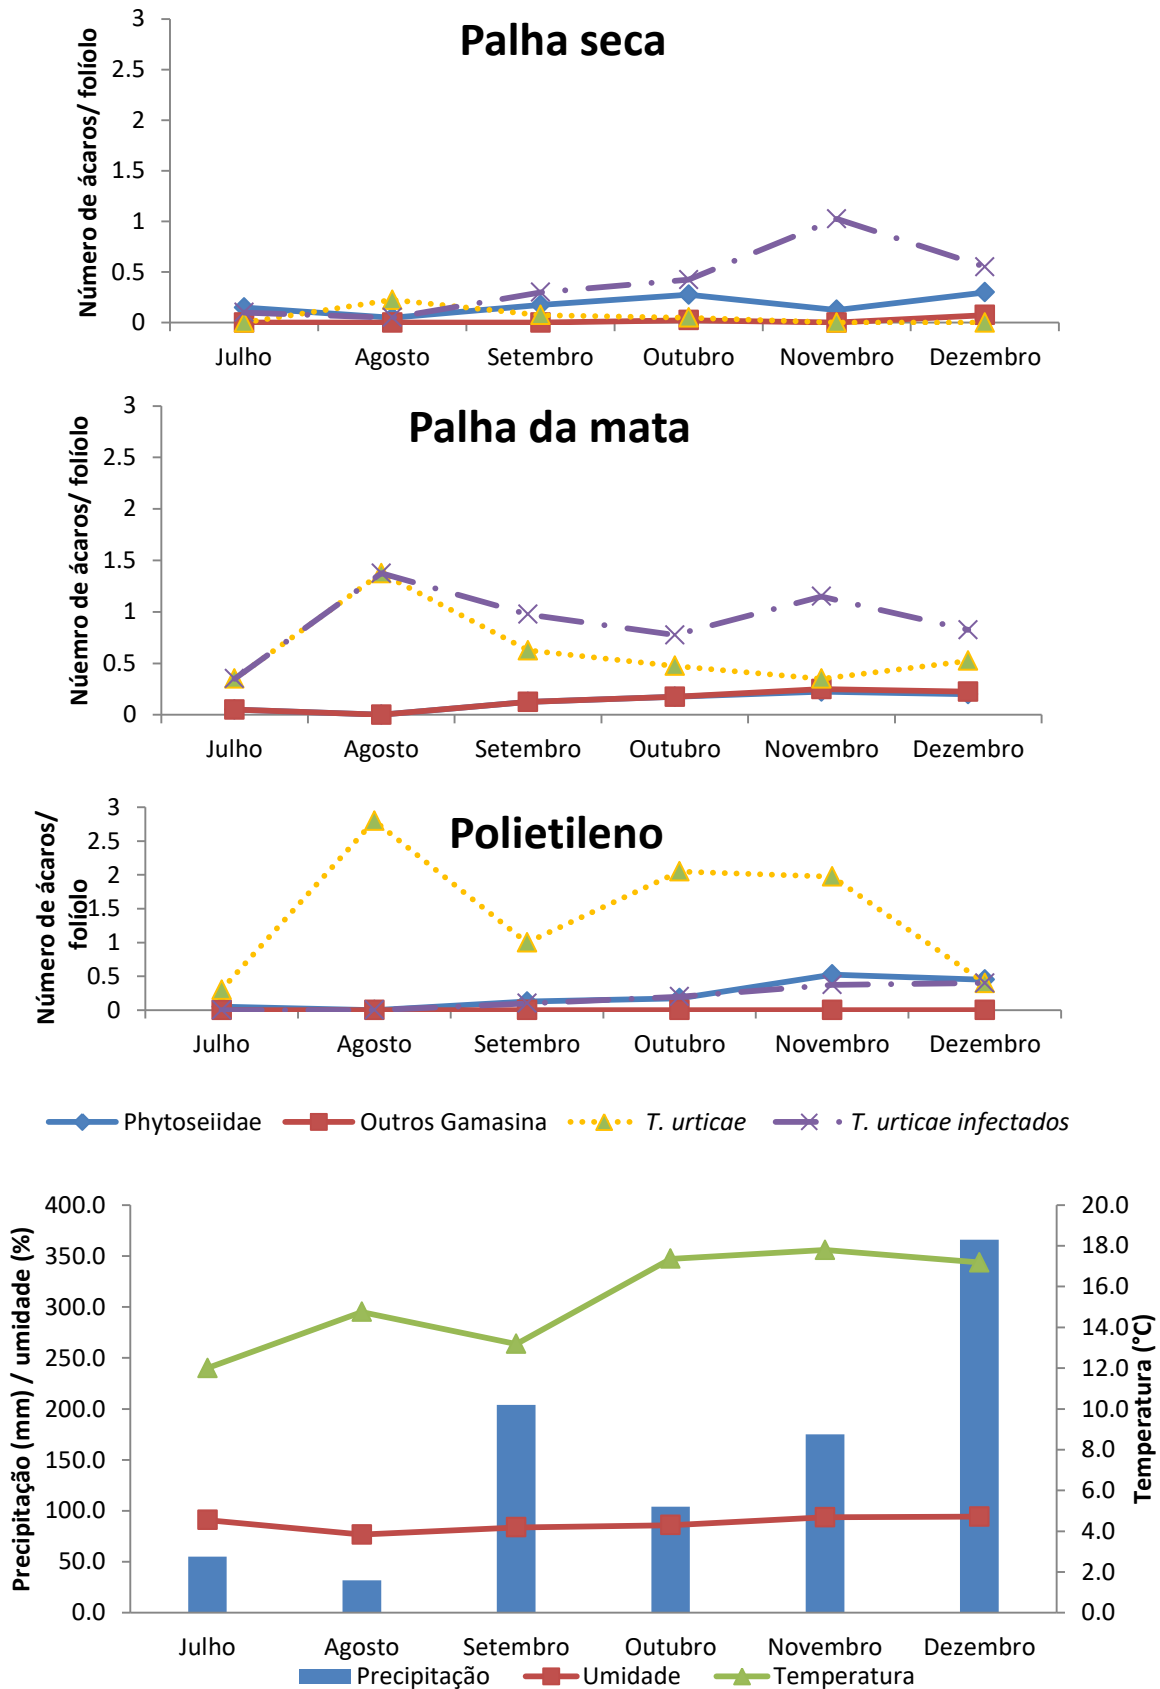 Palha seca
Número de ácaros/ folíolo
3
2.5
2
1.5
1
0.5
0
Julho Agosto Setembro Outubro Novembro Dezembro
Palha da mata
Núemro de ácaros/ folíolo
3
2.5
2
1.5
1
0.5
0
Julho Agosto Setembro Outubro Novembro Dezembro
Polietileno
Número de ácaros/
folíolo
3
2.5
2
1.5
1
0.5
0
Julho Agosto Setembro Outubro Novembro Dezembro
Phytoseiidae Outros Gamasina T. urticae T. urticae infectados
Precipitação (mm) / umidade (%)
400.0
350.0
300.0
250.0
200.0
150.0
100.0
50.0
0.0
20.0
18.0
16.0
14.0
12.0
10.0
8.0
6.0
4.0
2.0
0.0
Temperatura (°C)
Julho Agosto Setembro Outubro Novembro Dezembro
Precipitação Umidade Temperatura